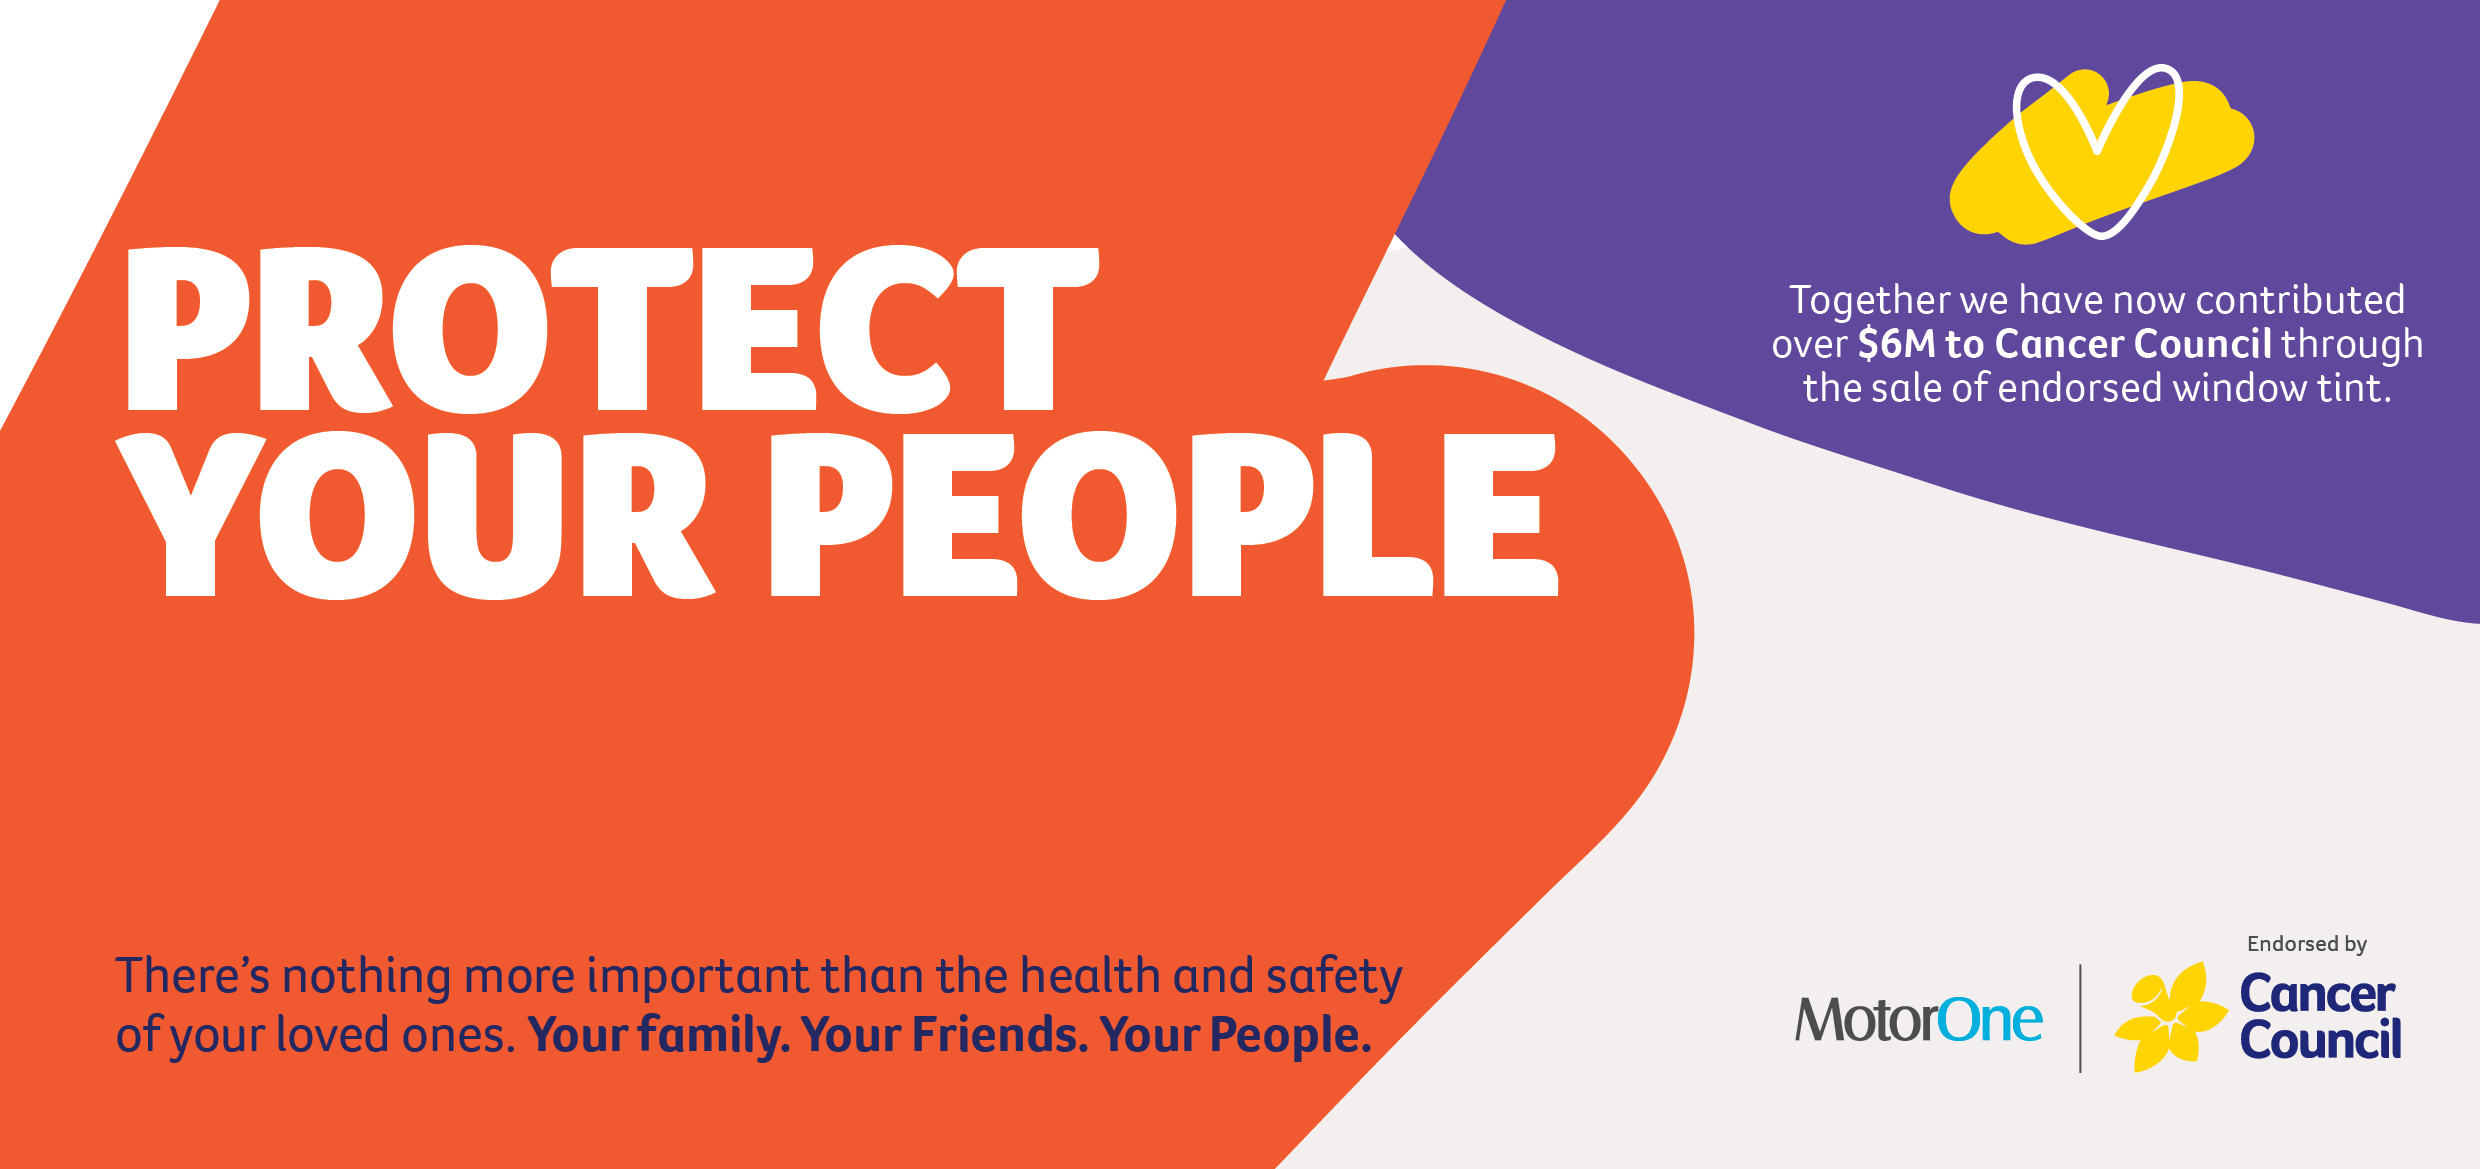 PROTECT
YOUR PEOPLE
Together we have now contributed
over $6M to Cancer Council through
the sale of endorsed window tint.
There’s nothing more important than the health and safety
of your loved ones. Your family. Your Friends. Your People.
MotorOne
Endorsed by
Cancer
Council